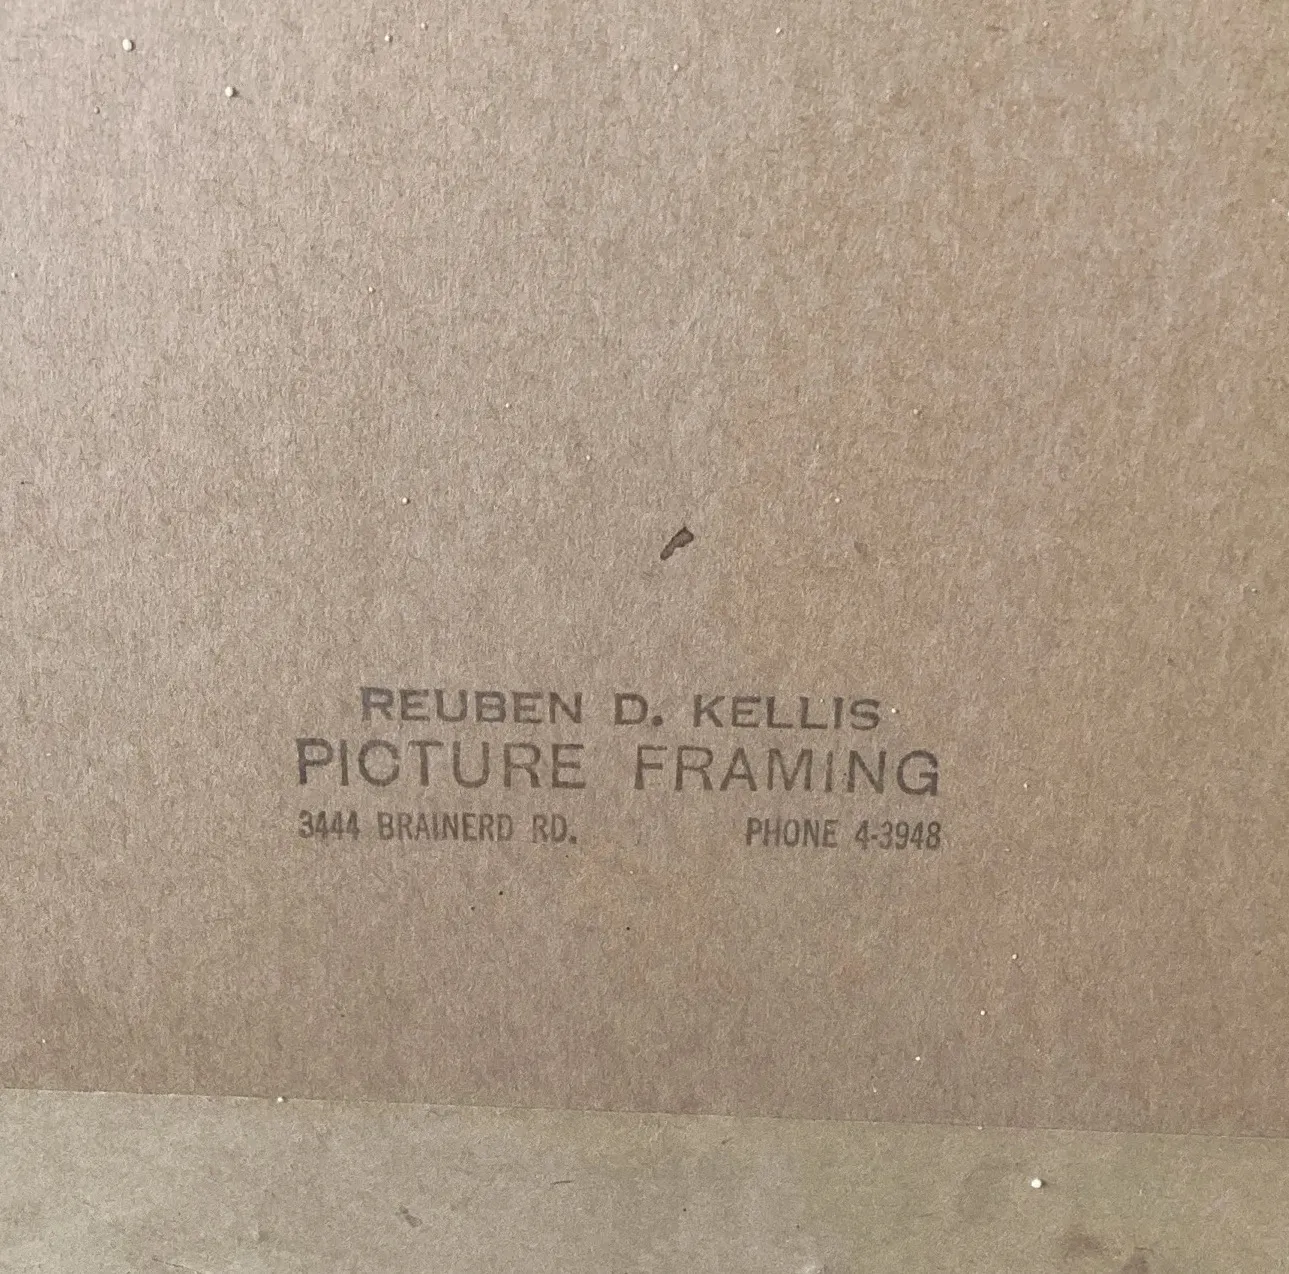 REUBEN D. KELLIS
PICTURE FRAMING
3444 BRAINERD RD. PHONE 4-3948